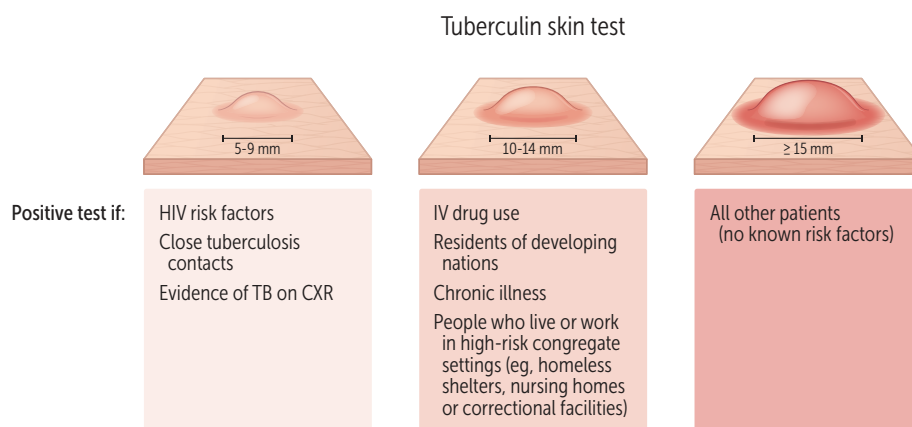 Tuberculin skin test
5-9 mm
10-14 mm
≥ 15 mm
Positive test if:
HIV risk factors
Close tuberculosis
contacts
Evidence of TB on CXR
IV drug use
Residents of developing
nations
Chronic illness
People who live or work
in high-risk congregate
settings (eg, homeless
shelters, nursing homes
or correctional facilities)
All other patients
(no known risk factors)